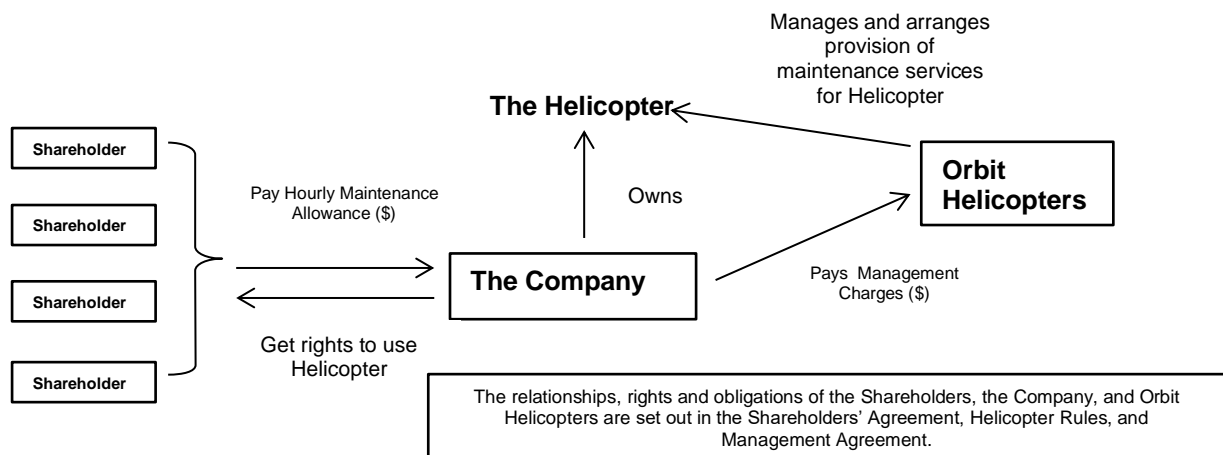 Manages and arranges
provision of
maintenance services
for Helicopter
The Helicopter
Shareholder
Shareholder
Shareholder
Shareholder
Pay Hourly Maintenance
Allowance ($)
Owns
Orbit
Helicopters
The Company
Pays Management
Charges ($)
Get rights to use
Helicopter
The relationships, rights and obligations of the Shareholders, the Company, and Orbit
Helicopters are set out in the Shareholders’ Agreement, Helicopter Rules, and
Management Agreement.